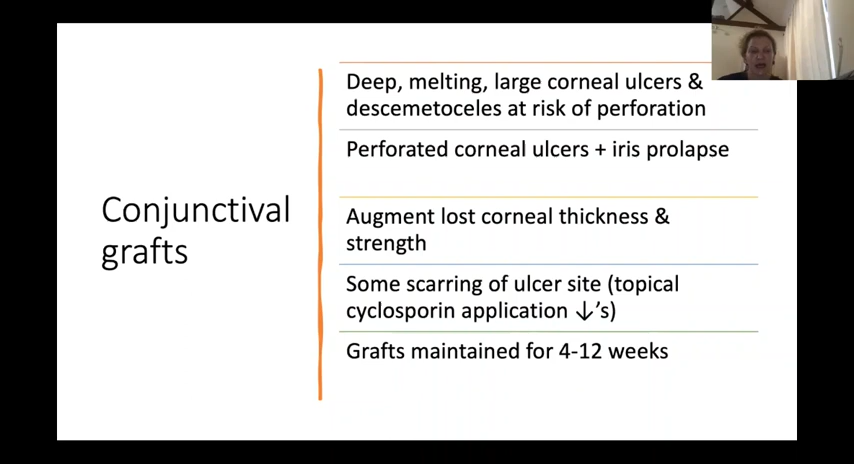 Conjunctival
grafts
Deep, melting, large corneal ulcers &
descemetoceles at risk of perforation
Perforated corneal ulcers + iris prolapse
Augment lost corneal thickness &
strength
Some scarring of ulcer site (topical
cyclosporin application ↓'s)
Grafts maintained for 4-12 weeks